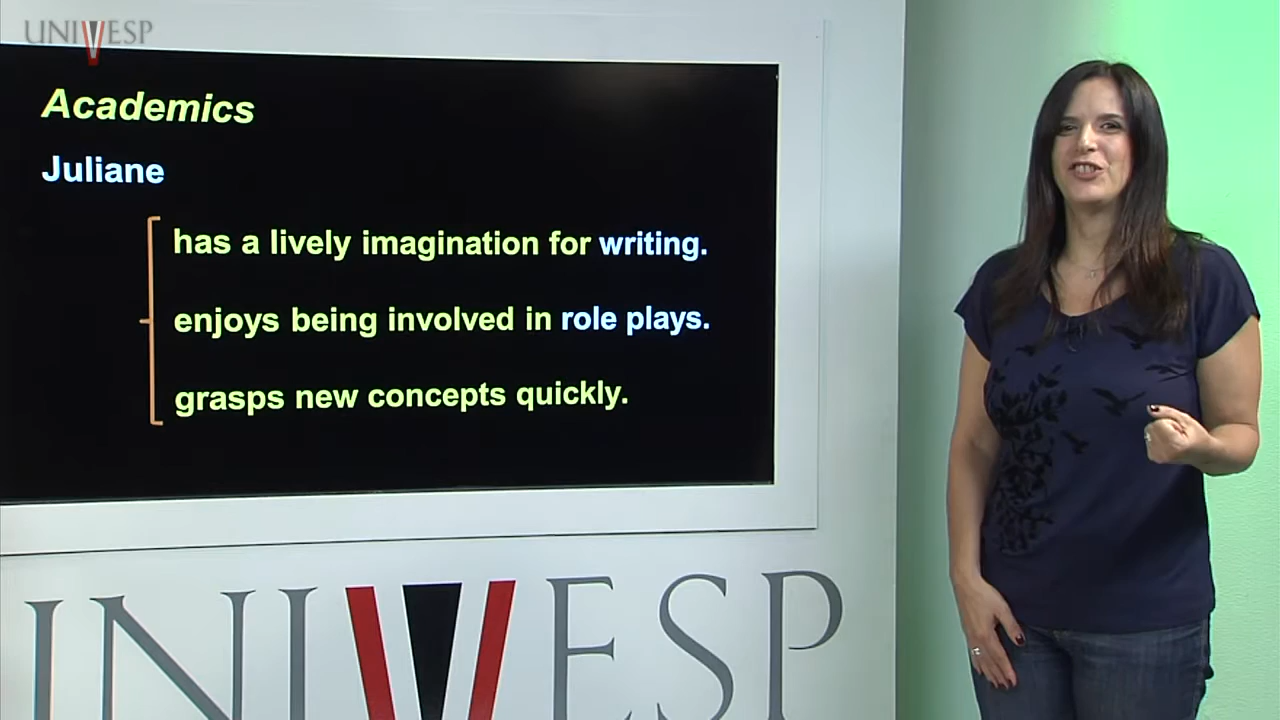 UNIVESP
Academics
Juliane
has a lively imagination for writing.
enjoys being involved in role plays.
grasps new concepts quickly.
UNIVESP